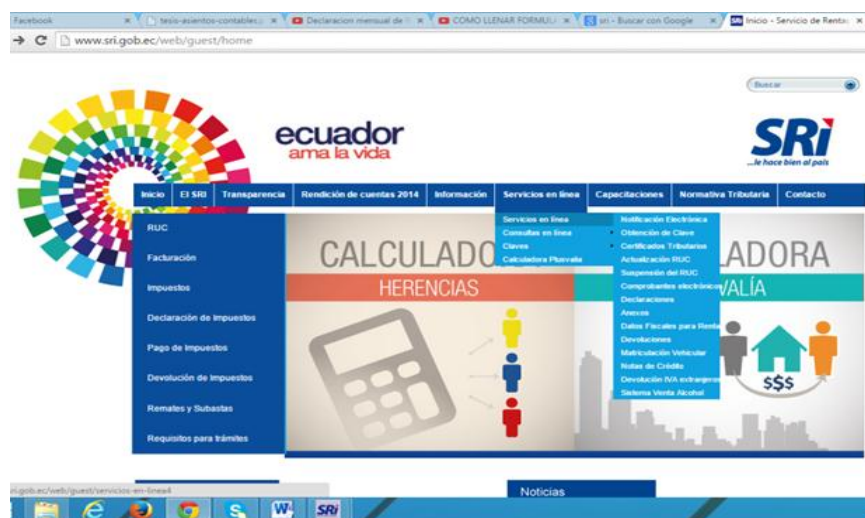 Facebook
tesis-asientos-contables
Declaracion mensual de
COMO LLENAR FORMUL
sri - Buscar con Google
Inicio - Servicio de Rentas
www.sri.gob.ec/web/guest/home
Buscar
ecuador
ama la vida
SRi
...le hace bien al país
Inicio
El SRI
Transparencia
Rendición de cuentas 2014
Información
Servicios en línea
Capacitaciones
Normativa Tributaria
Contacto
RUC
Facturación
Impuestos
Declaración de Impuestos
Pago de Impuestos
Devolución de Impuestos
Remates y Subastas
Requisitos para trámites
Servicios en línea
Consultas en línea
Claves
Calculadora Plusvalía
Notificación Electrónica
Obtención de Clave
Certificados Tributarios
Actualización RUC
Suspensión del RUC
Comprobantes electrónicos
Declaraciones
Anexos
Datos Fiscales para Renta
Devoluciones
Matriculación Vehicular
Notas de Crédito
Devolución IVA extranjeros
Sistema Venta Alcohol
CALCULADO
HERENCIAS
ADORA
VALÍA
$$$
ri.gob.ec/web/guest/servicios-en-linea4
Noticias
SRi